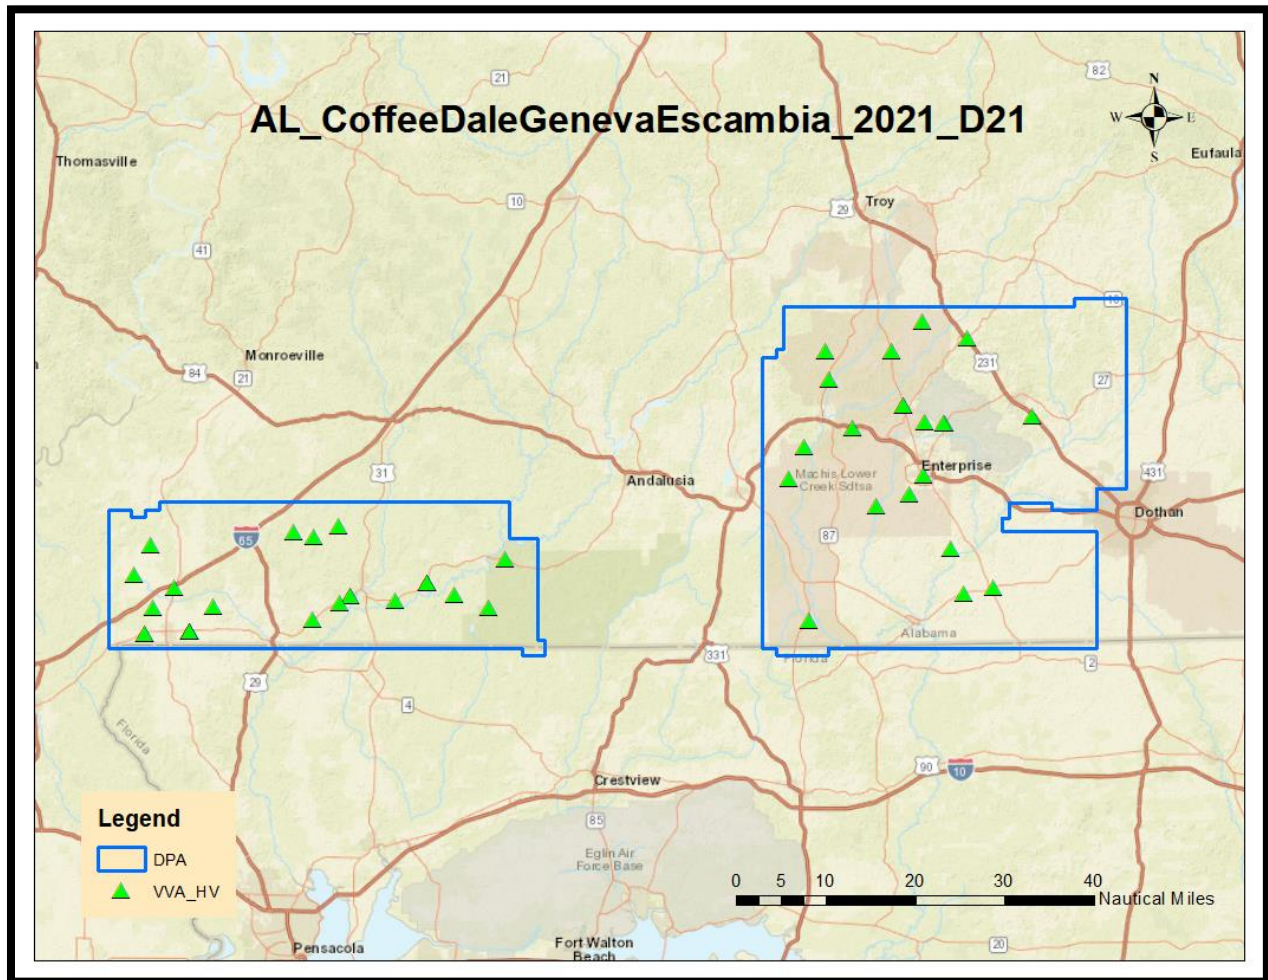 21
82
AL_CoffeeDaleGenevaEscambia_2021_D21
N
W
E
S
Thomasville
Eufaula
10
29
Troy
41
10
Monroeville
84
21
231
27
31
Andalusia
Machis Lower
Creek Sdtsa
Enterprise
431
Dothan
65
87
Alabama
Florida
331
2
29
4
Florida
Crestview
90
10
Legend
DPA
VVA_HV
85
Eglin Air
Force Base
0 5 10 20 30 40
Nautical Miles
Pensacola
Fort Walton
Beach
20